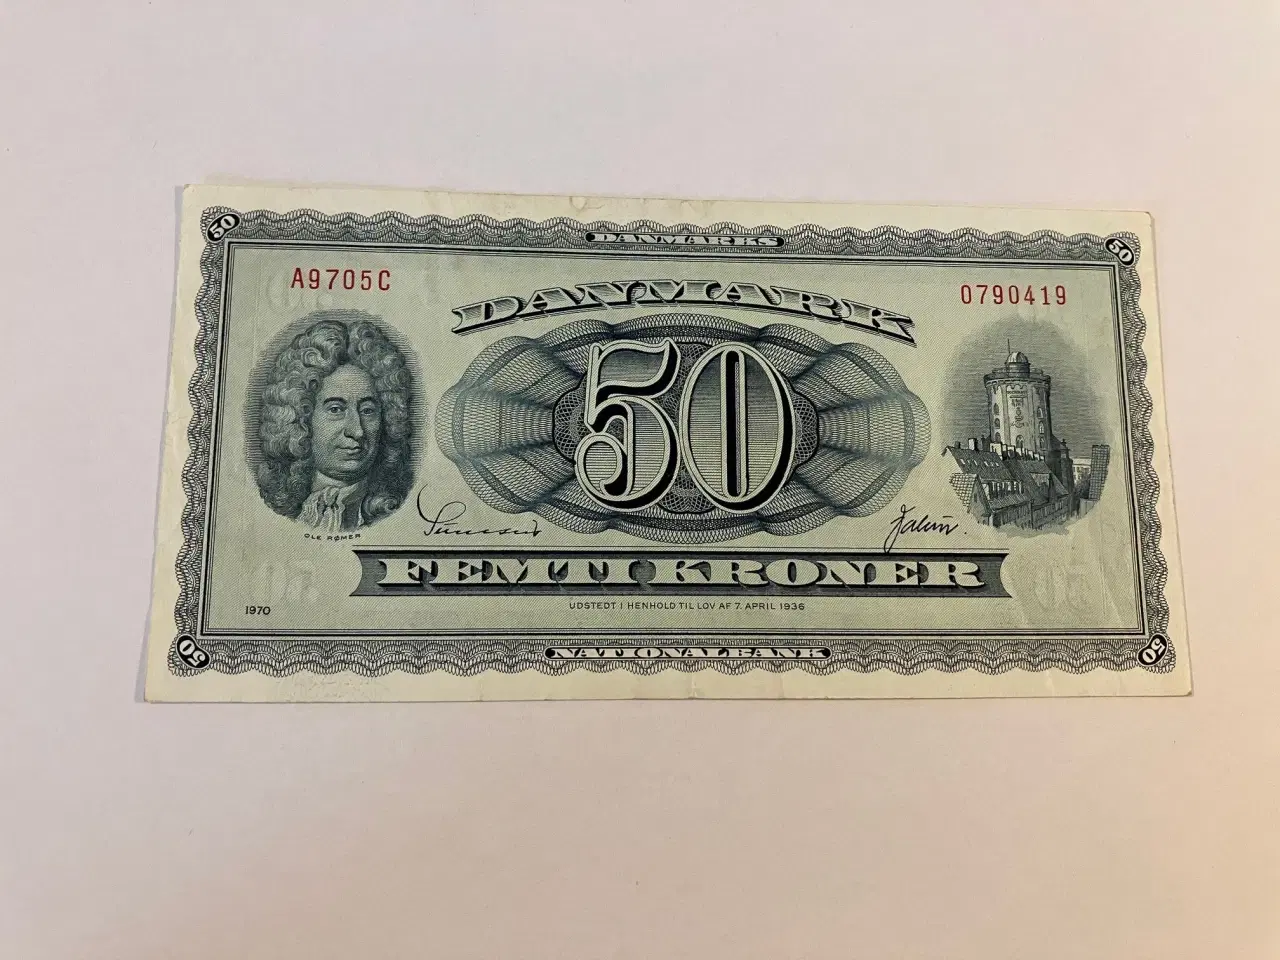 50 DANMARKS 50
A9705C
0790419
DANMARK
50
OLE RØMER
FEMTI KRONER
1970
UDSTEDT I HENHOLD TIL LOV AF 7. APRIL 1936
50 NATIONALBANK 50